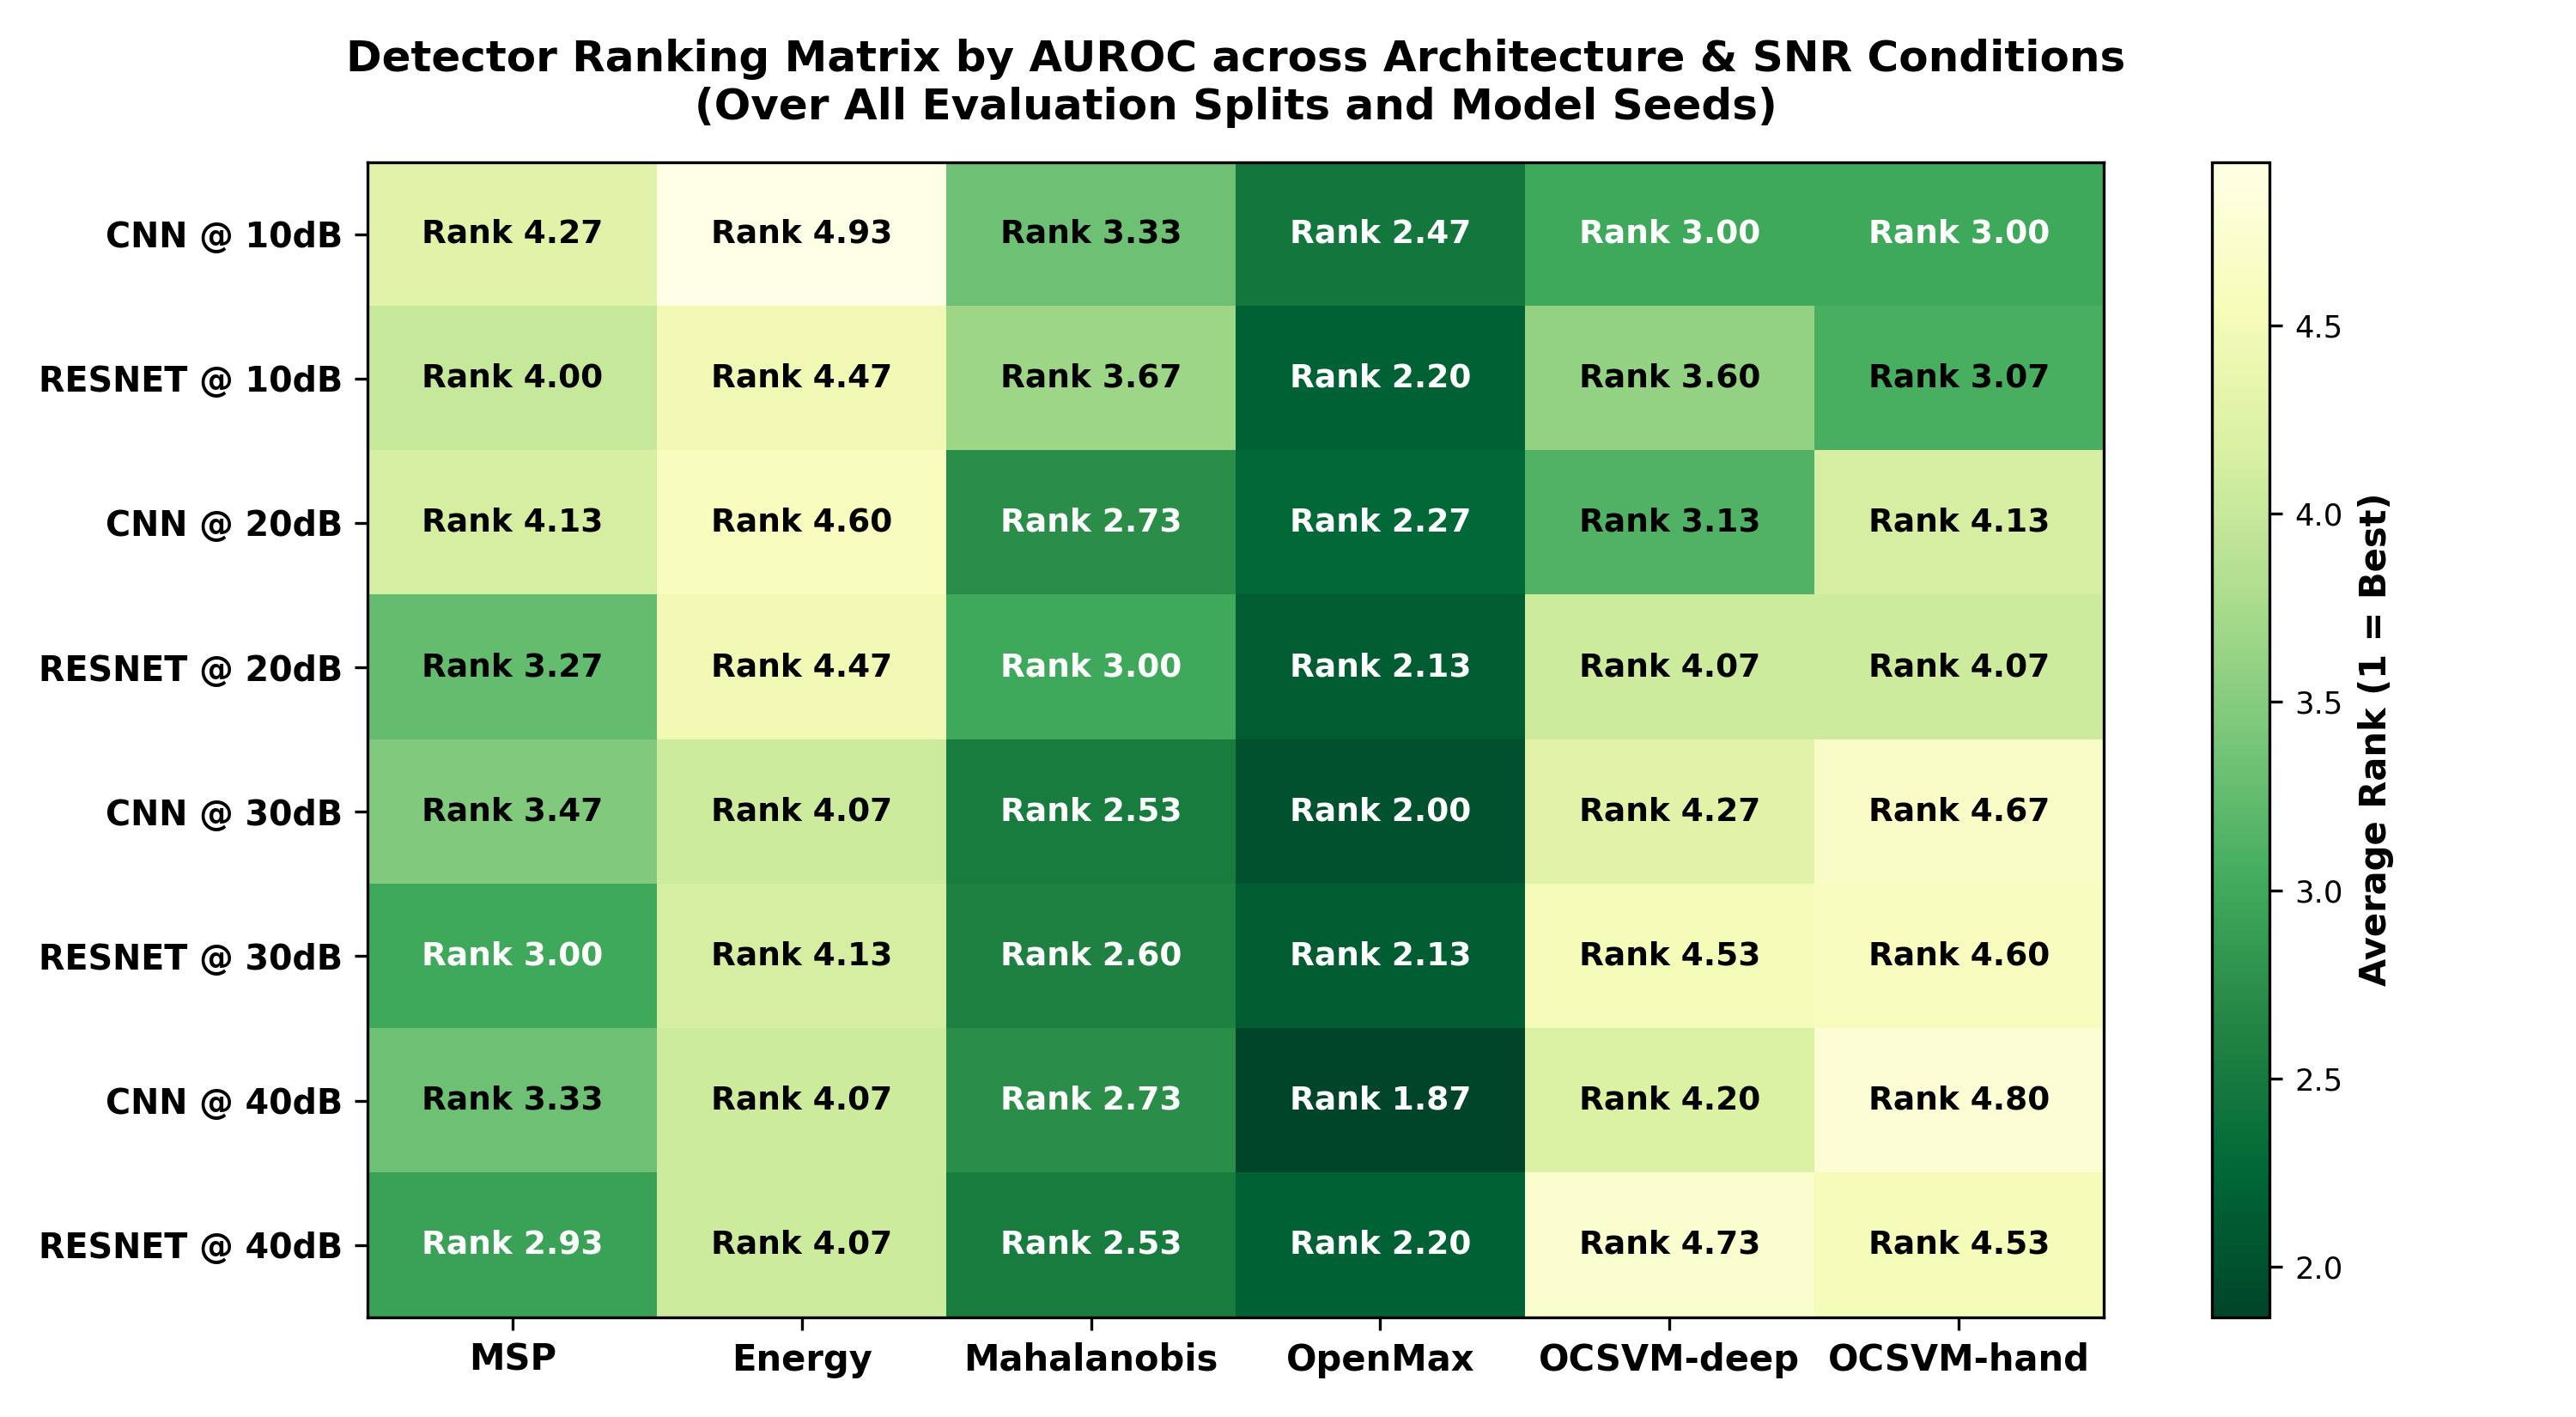 Detector Ranking Matrix by AUROC across Architecture & SNR Conditions
(Over All Evaluation Splits and Model Seeds)
CNN @ 10dB Rank 4.27 Rank 4.93 Rank 3.33 Rank 2.47 Rank 3.00 Rank 3.00
RESNET @ 10dB Rank 4.00 Rank 4.47 Rank 3.67 Rank 2.20 Rank 3.60 Rank 3.07
CNN @ 20dB Rank 4.13 Rank 4.60 Rank 2.73 Rank 2.27 Rank 3.13 Rank 4.13
RESNET @ 20dB Rank 3.27 Rank 4.47 Rank 3.00 Rank 2.13 Rank 4.07 Rank 4.07
CNN @ 30dB Rank 3.47 Rank 4.07 Rank 2.53 Rank 2.00 Rank 4.27 Rank 4.67
RESNET @ 30dB Rank 3.00 Rank 4.13 Rank 2.60 Rank 2.13 Rank 4.53 Rank 4.60
CNN @ 40dB Rank 3.33 Rank 4.07 Rank 2.73 Rank 1.87 Rank 4.20 Rank 4.80
RESNET @ 40dB Rank 2.93 Rank 4.07 Rank 2.53 Rank 2.20 Rank 4.73 Rank 4.53
MSP Energy Mahalanobis OpenMax OCSVM-deep OCSVM-hand
4.5
4.0
3.5
3.0
2.5
2.0
Average Rank (1 = Best)